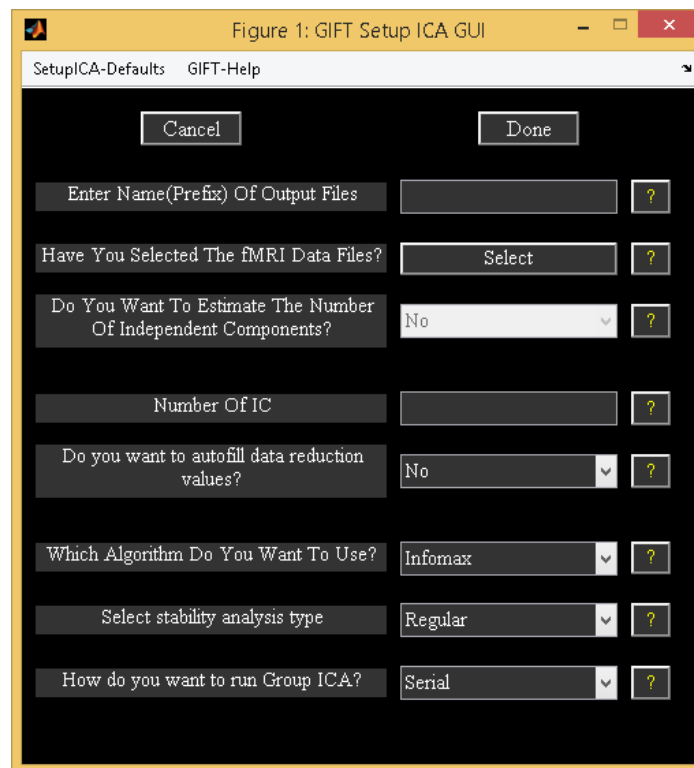 Figure 1: GIFT Setup ICA GUI
SetupICA-Defaults GIFT-Help
Cancel Done
Enter Name(Prefix) Of Output Files ?
Have You Selected The fMRI Data Files? Select ?
Do You Want To Estimate The Number
Of Independent Components? No ?
Number Of IC ?
Do you want to autofill data reduction
values? No ?
Which Algorithm Do You Want To Use? Infomax ?
Select stability analysis type Regular ?
How do you want to run Group ICA? Serial ?